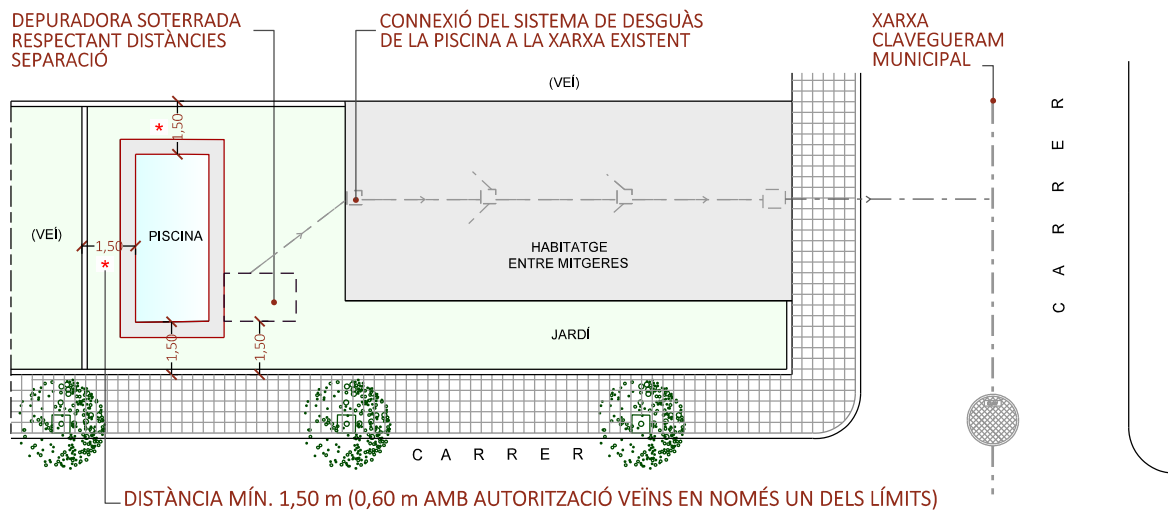 DEPURADORA SOTERRADA
RESPECTANT DISTÀNCIES
SEPARACIÓ
CONNEXIÓ DEL SISTEMA DE DESGUÀS
DE LA PISCINA A LA XARXA EXISTENT
XARXA
CLAVEGUERAM
MUNICIPAL
(VEÍ)
* 1,50
(VEÍ)
1,50
*
PISCINA
HABITATGE
ENTRE MITGERES
1,50
1,50
JARDÍ
CARRER
CARRER
* DISTÀNCIA MÍN. 1,50 m (0,60 m AMB AUTORITZACIÓ VEÏNS EN NOMÉS UN DELS LÍMITS)